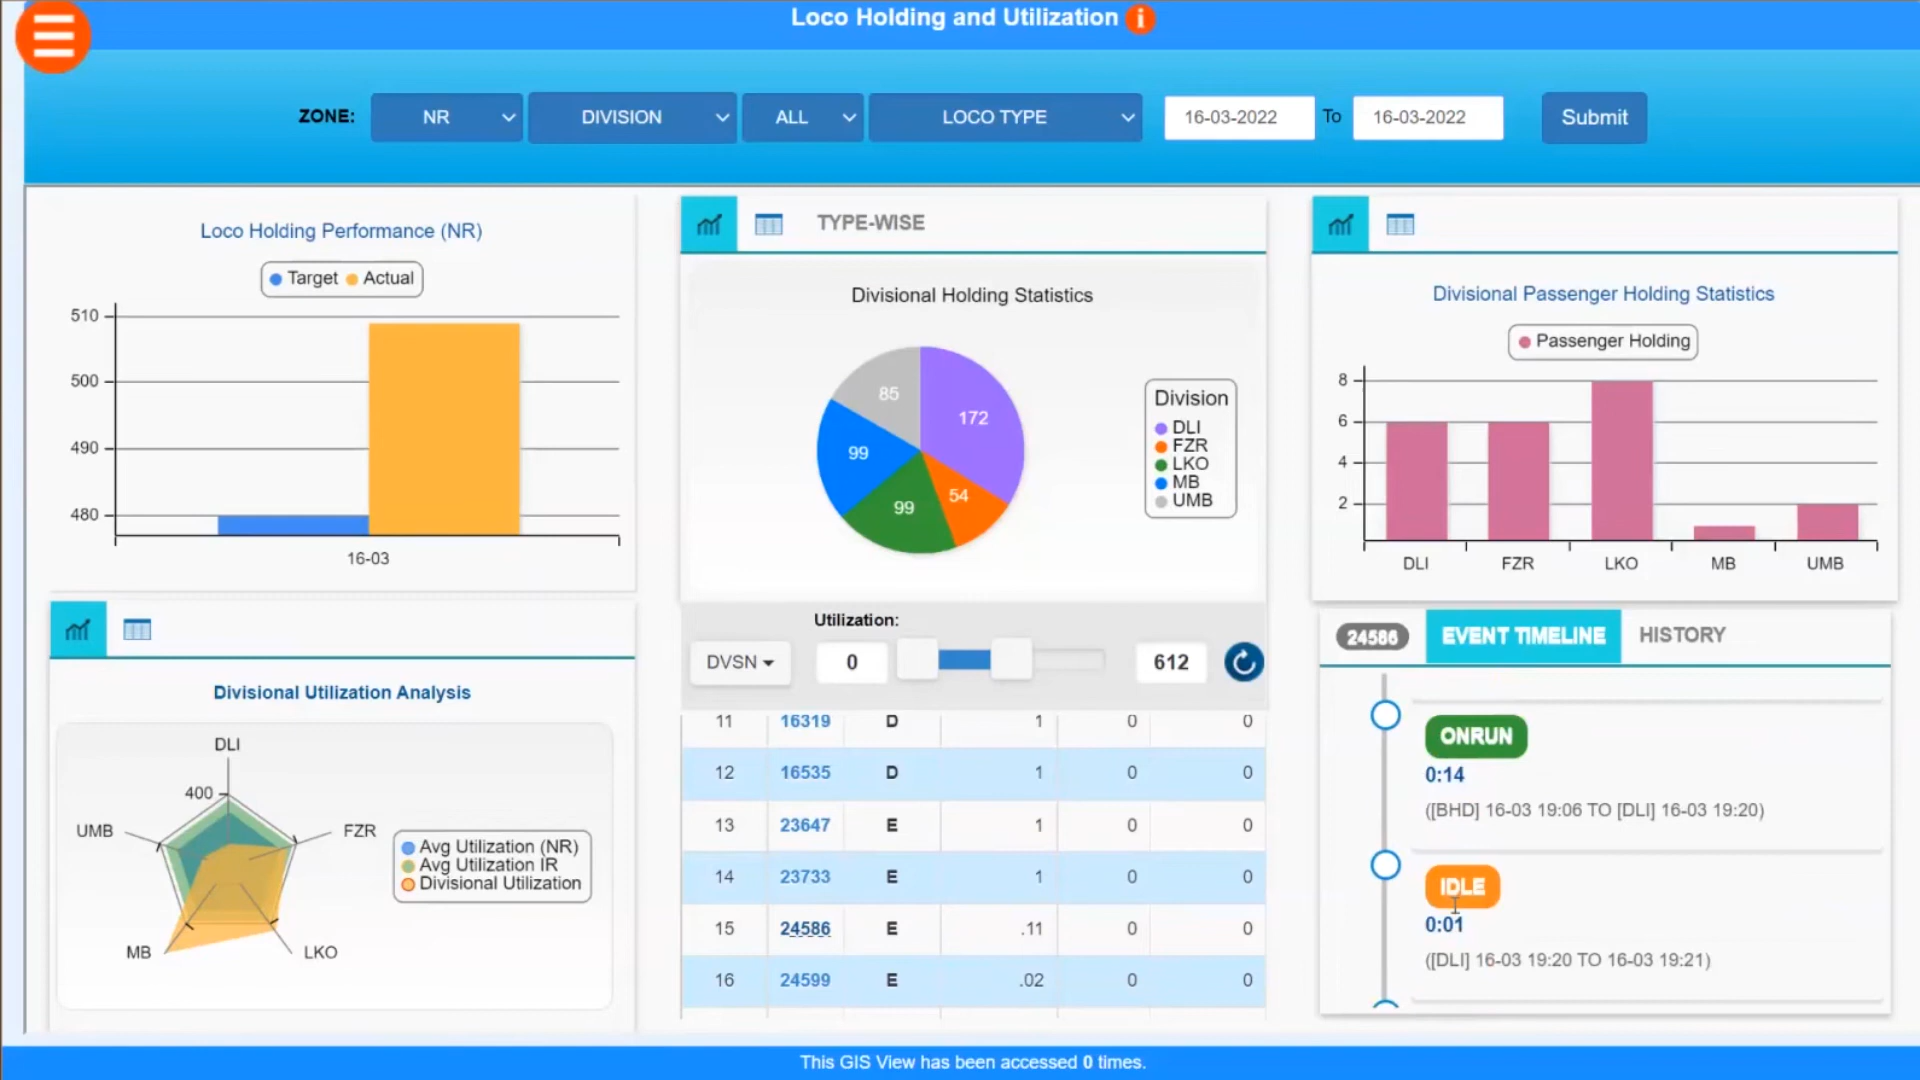 Loco Holding and Utilization i
ZONE: NR DIVISION ALL LOCO TYPE 16-03-2022 To 16-03-2022 Submit
Loco Holding Performance (NR)
Target Actual
510
500
490
480
16-03
TYPE-WISE
Divisional Holding Statistics
85
172
99
54
99
Division
DLI
FZR
LKO
MB
UMB
Divisional Passenger Holding Statistics
Passenger Holding
8
6
4
2
DLI FZR LKO MB UMB
Divisional Utilization Analysis
DLI
400
UMB
FZR
MB
LKO
Avg Utilization (NR)
Avg Utilization IR
Divisional Utilization
Utilization:
DVSN 0 612
11 16319 D 1 0 0
12 16535 D 1 0 0
13 23647 E 1 0 0
14 23733 E 1 0 0
15 24586 E .11 0 0
16 24599 E .02 0 0
24586 EVENT TIMELINE HISTORY
ONRUN
0:14
([BHD] 16-03 19:06 TO [DLI] 16-03 19:20)
IDLE
0:01
([DLI] 16-03 19:20 TO 16-03 19:21)
This GIS View has been accessed 0 times.